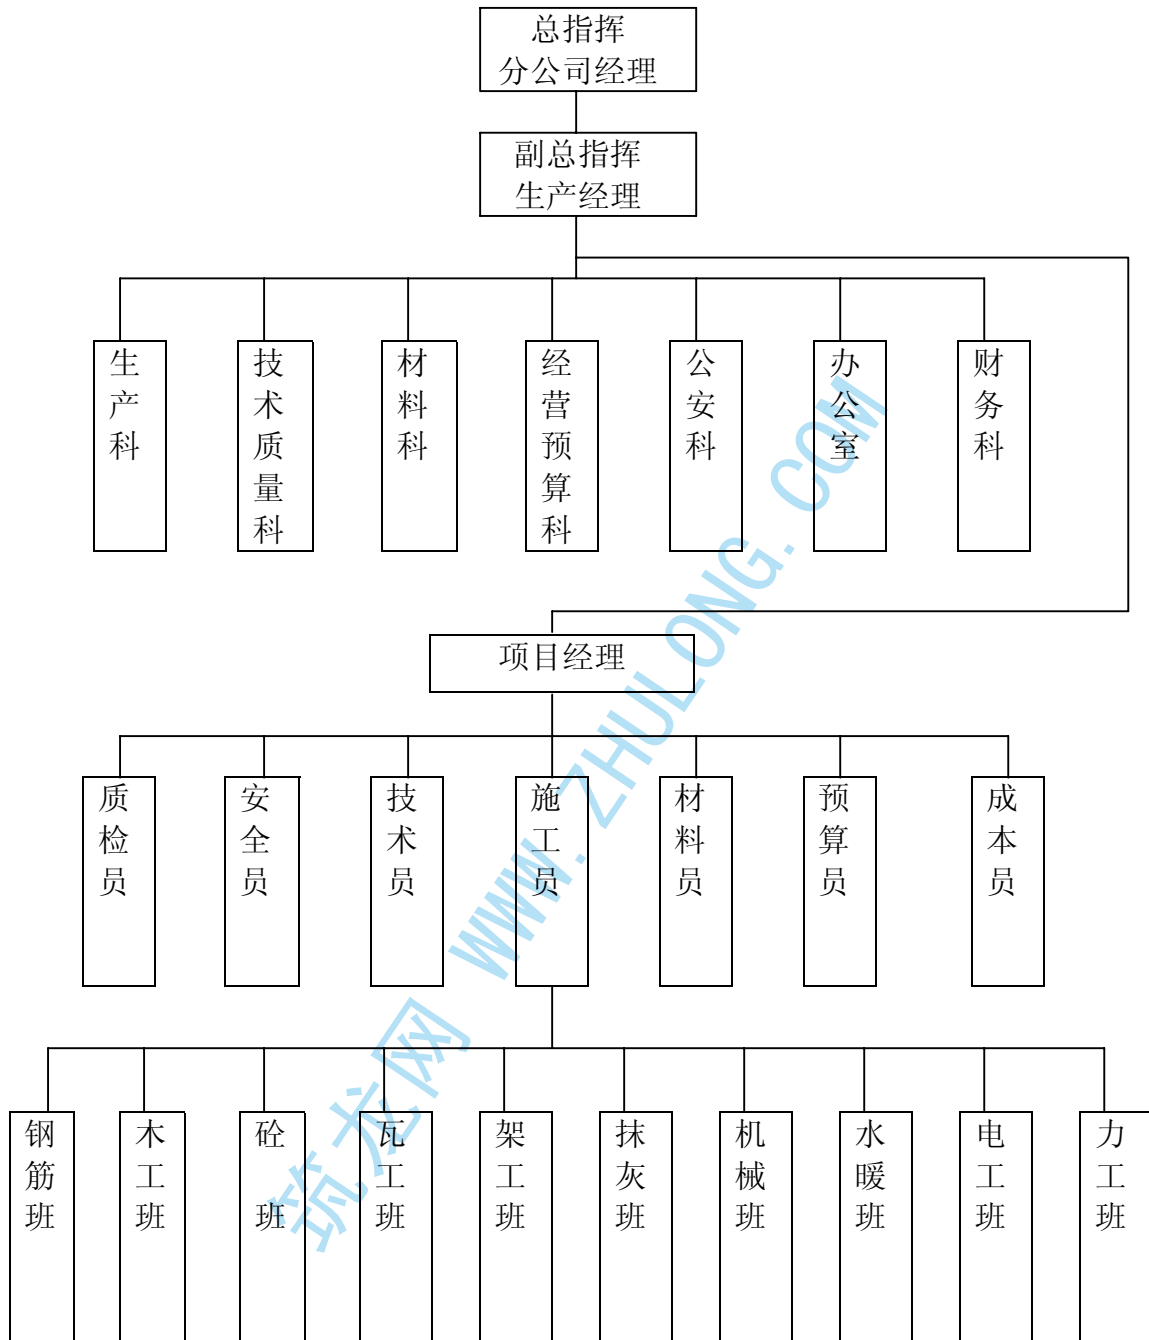 总指挥
分公司经理
副总指挥
生产经理
生产科
技术质量科
材料科
经营预算科
公安科
办公室
财务科
项目经理
质检员
安全员
技术员
施工员
材料员
预算员
成本员
钢筋班
木工班
砼班
瓦工班
架工班
抹灰班
机械班
水暖班
电工班
力工班
筑龙网 WWW.ZHULONG.COM